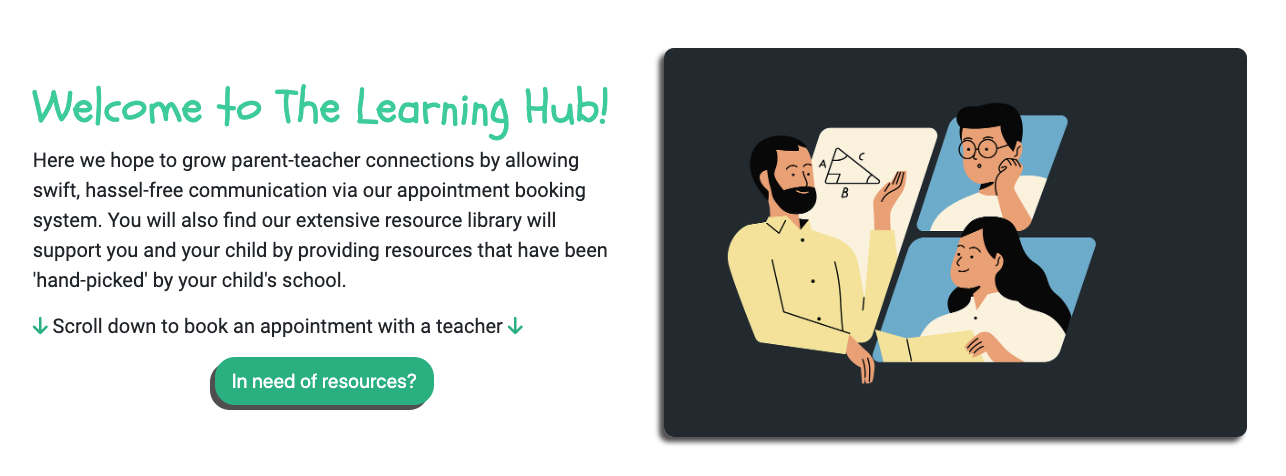 Welcome to The Learning Hub!
Here we hope to grow parent-teacher connections by allowing
swift, hassel-free communication via our appointment booking
system. You will also find our extensive resource library will
support you and your child by providing resources that have been
'hand-picked' by your child's school.
↓ Scroll down to book an appointment with a teacher ↓
In need of resources?
A
C
B